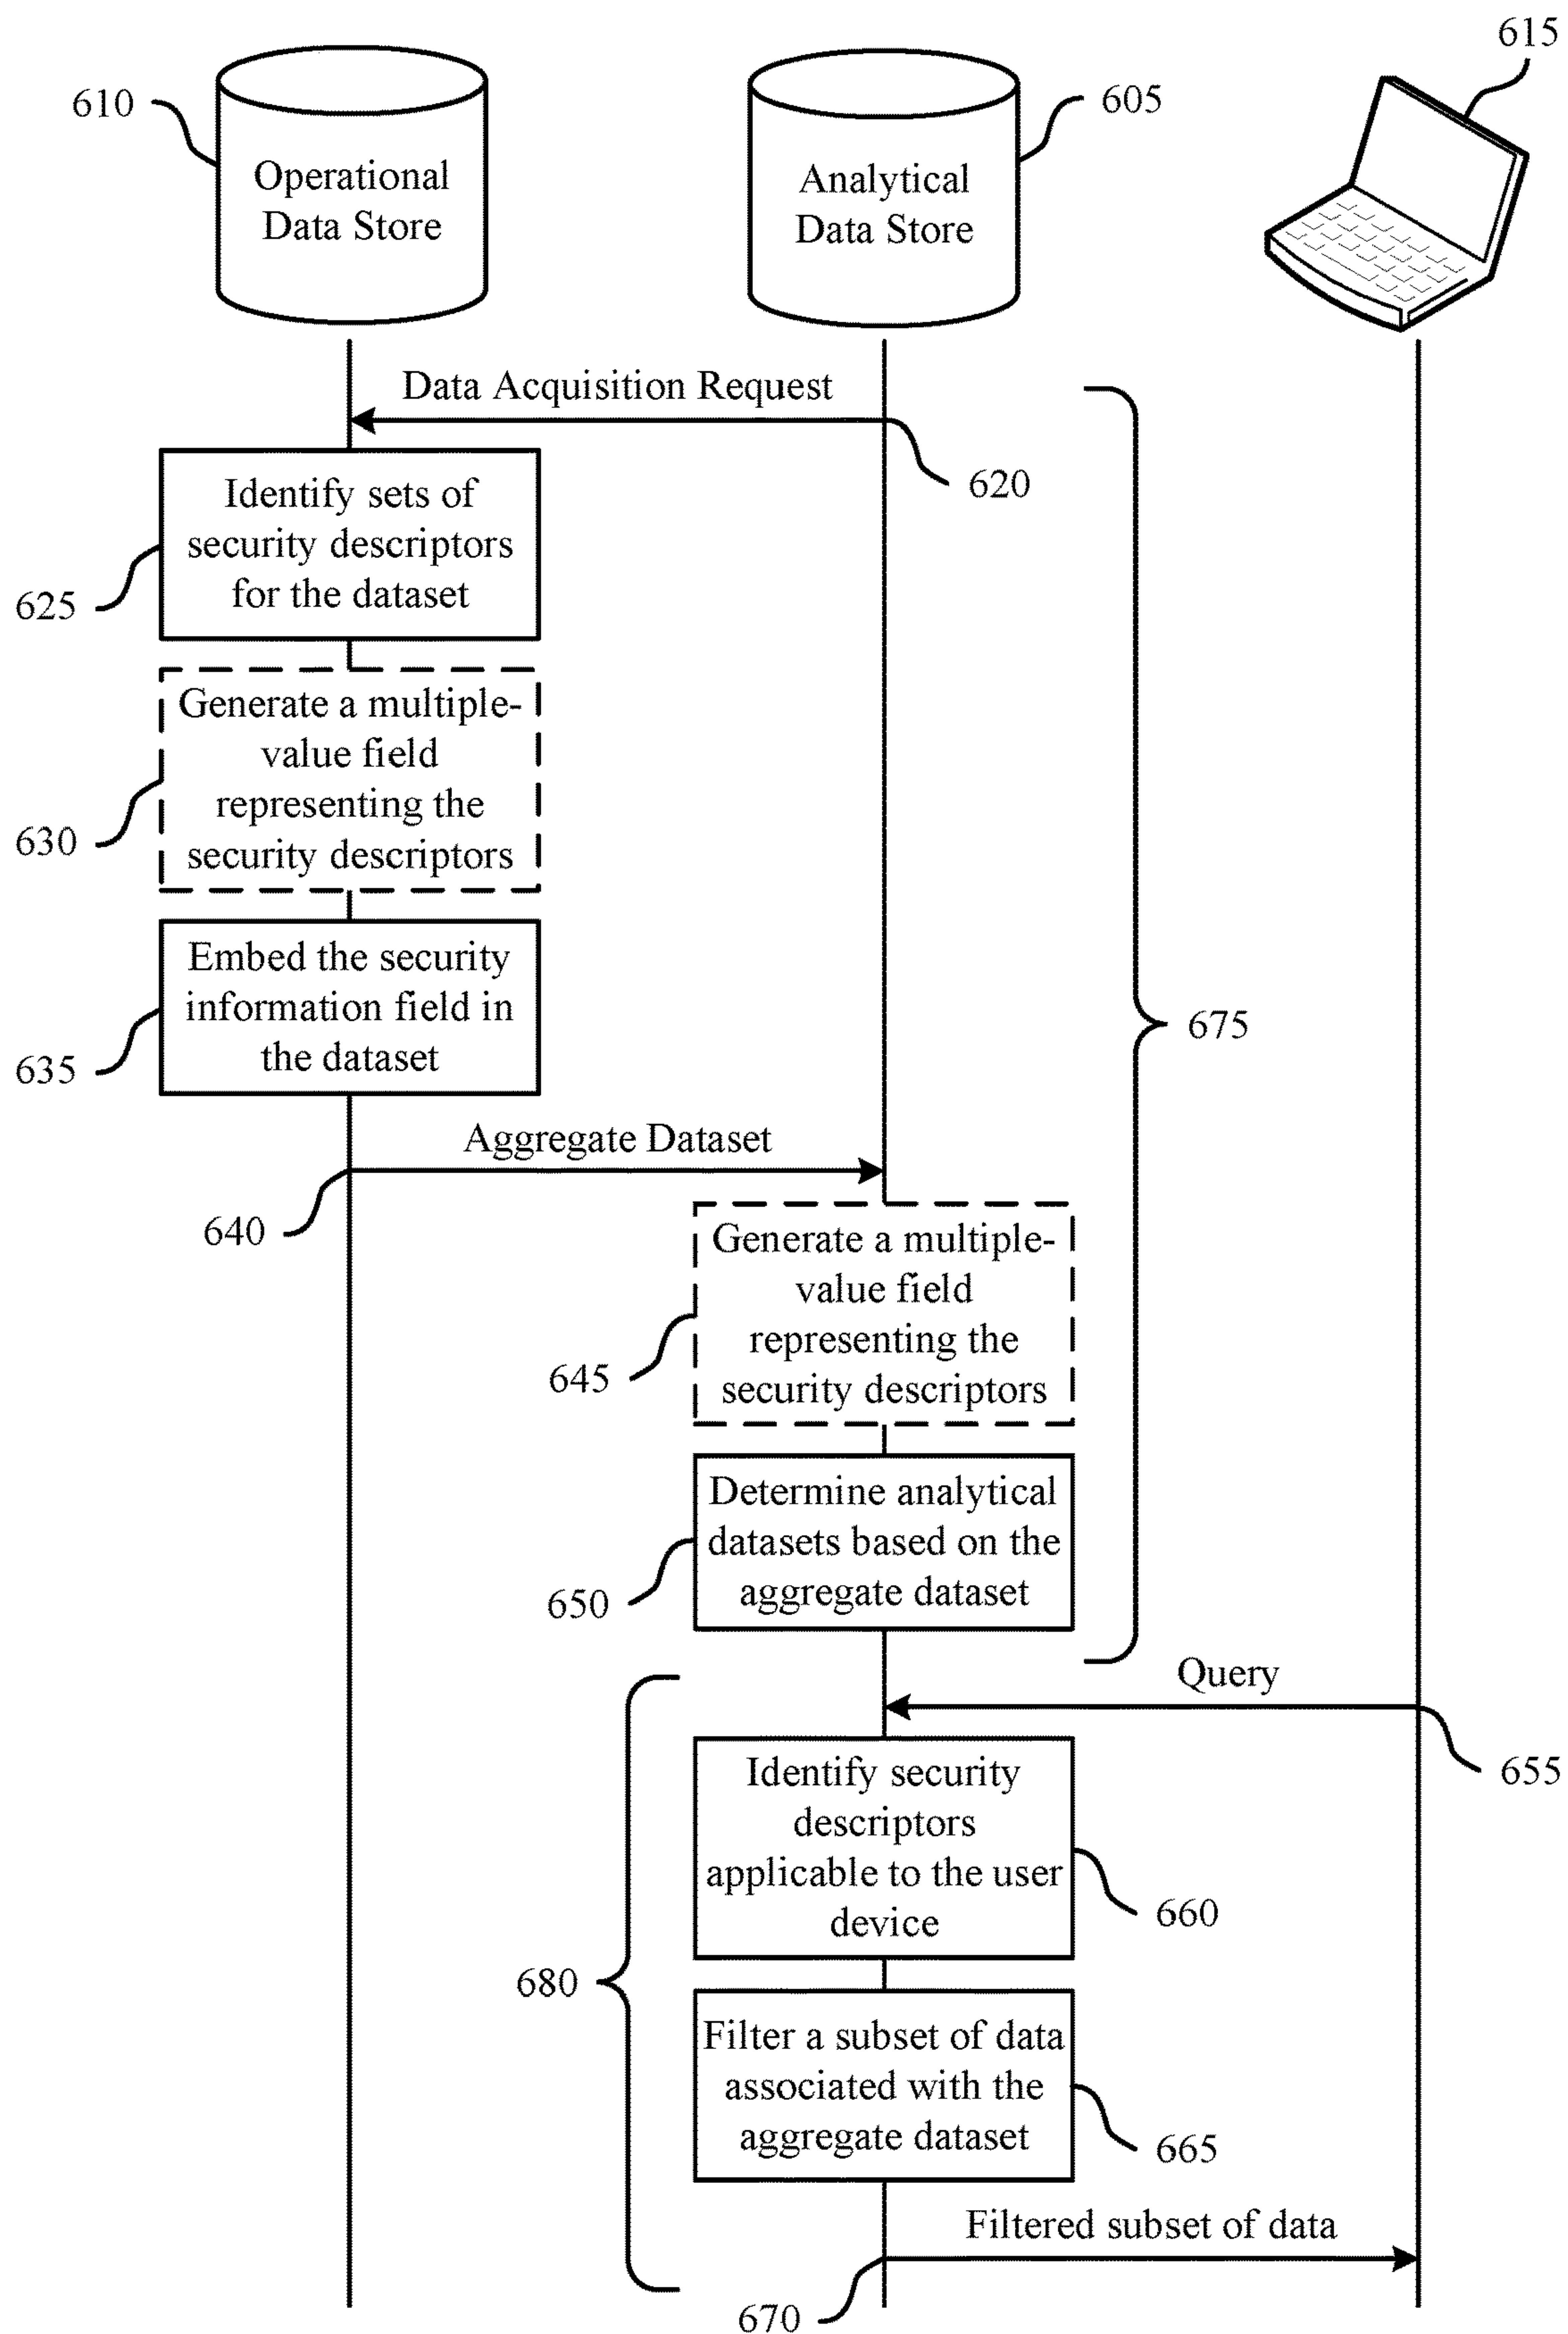 615
610
605
Operational
Data Store
Analytical
Data Store
Data Acquisition Request
620
Identify sets of
security descriptors
for the dataset
625
Generate a multiple-
value field
representing the
security descriptors
630
Embed the security
information field in
the dataset
635
675
Aggregate Dataset
640
Generate a multiple-
value field
representing the
security descriptors
645
Determine analytical
datasets based on the
aggregate dataset
650
Query
655
Identify security
descriptors
applicable to the user
device
660
680
Filter a subset of data
associated with the
aggregate dataset
665
Filtered subset of data
670